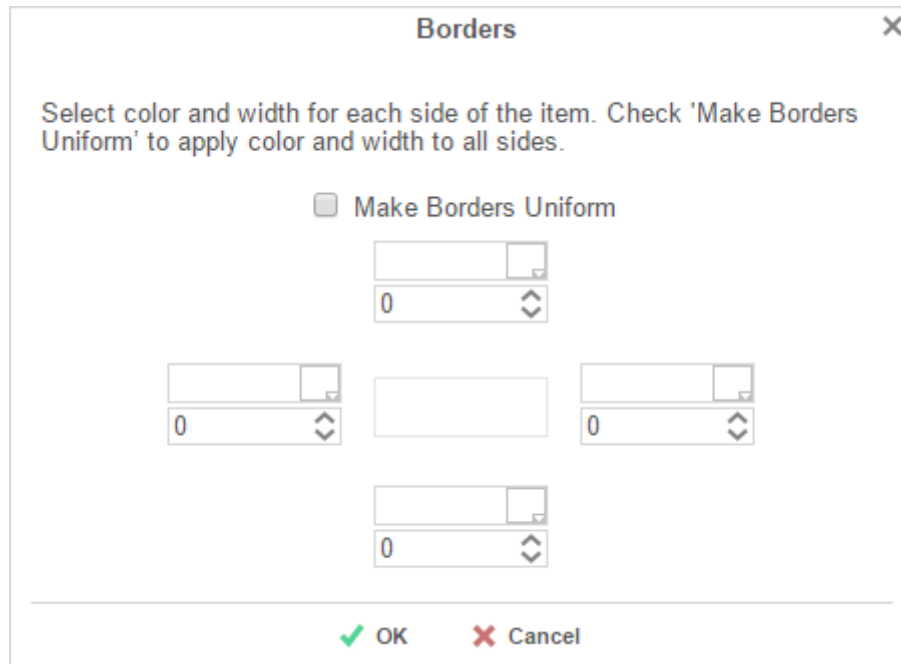 Borders
Select color and width for each side of the item. Check 'Make Borders
Uniform' to apply color and width to all sides.
Make Borders Uniform
0
0
0
0
OK
Cancel